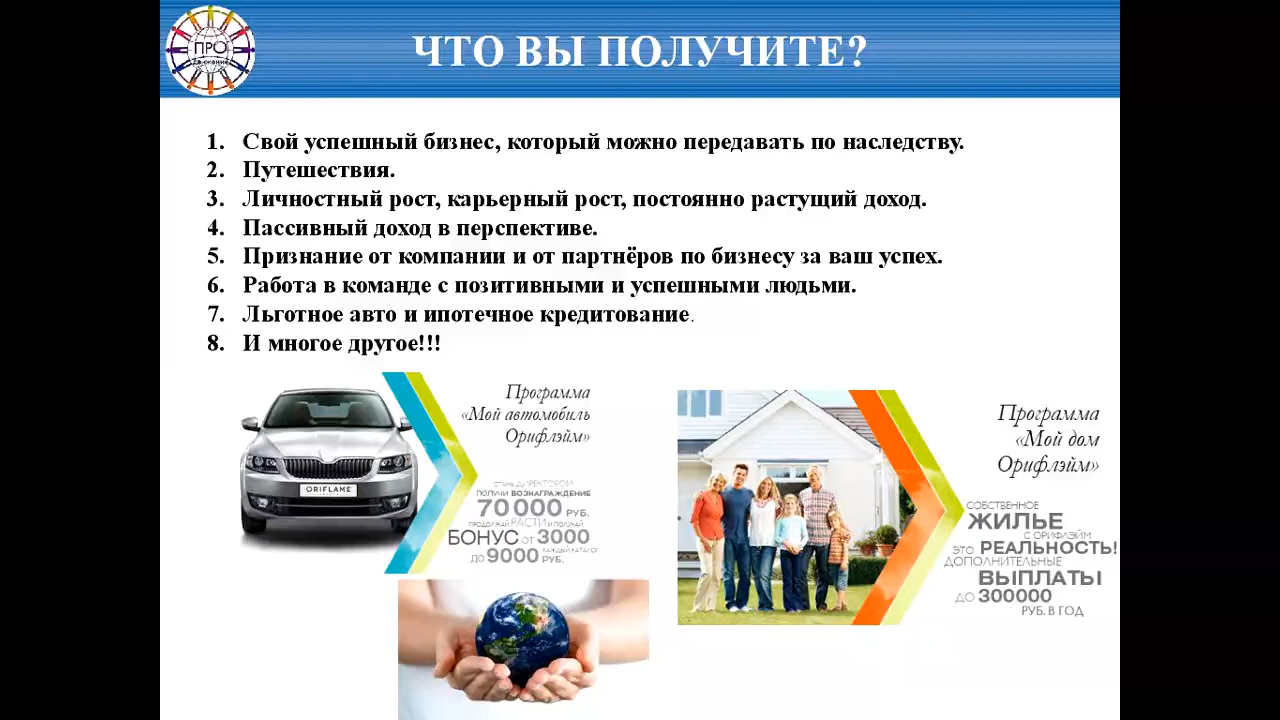 ПРО
Движение
ЧТО ВЫ ПОЛУЧИТЕ?
1. Свой успешный бизнес, который можно передавать по наследству.
2. Путешествия.
3. Личностный рост, карьерный рост, постоянно растущий доход.
4. Пассивный доход в перспективе.
5. Признание от компании и от партнёров по бизнесу за ваш успех.
6. Работа в команде с позитивными и успешными людьми.
7. Льготное авто и ипотечное кредитование.
8. И многое другое!!!
Программа
«Мой автомобиль
Орифлэйм»
ORIFLAME
СТАНЬ ДИРЕКТОРОМ
ПОЛУЧИ ВОЗНАГРАЖДЕНИЕ
70 000 РУБ.
ПРОДОЛЖАЙ РАСТИ И ПОЛУЧАЙ
БОНУС ОТ 3000
КАЖДЫЙ КАТАЛОГ
ДО 9000 РУБ.
Программа
«Мой дом
Орифлэйм»
СОБСТВЕННОЕ
ЖИЛЬЕ
С ОРИФЛЭЙМ
ЭТО РЕАЛЬНОСТЬ!
ДОПОЛНИТЕЛЬНЫЕ
ВЫПЛАТЫ
ДО 300000
РУБ. В ГОД